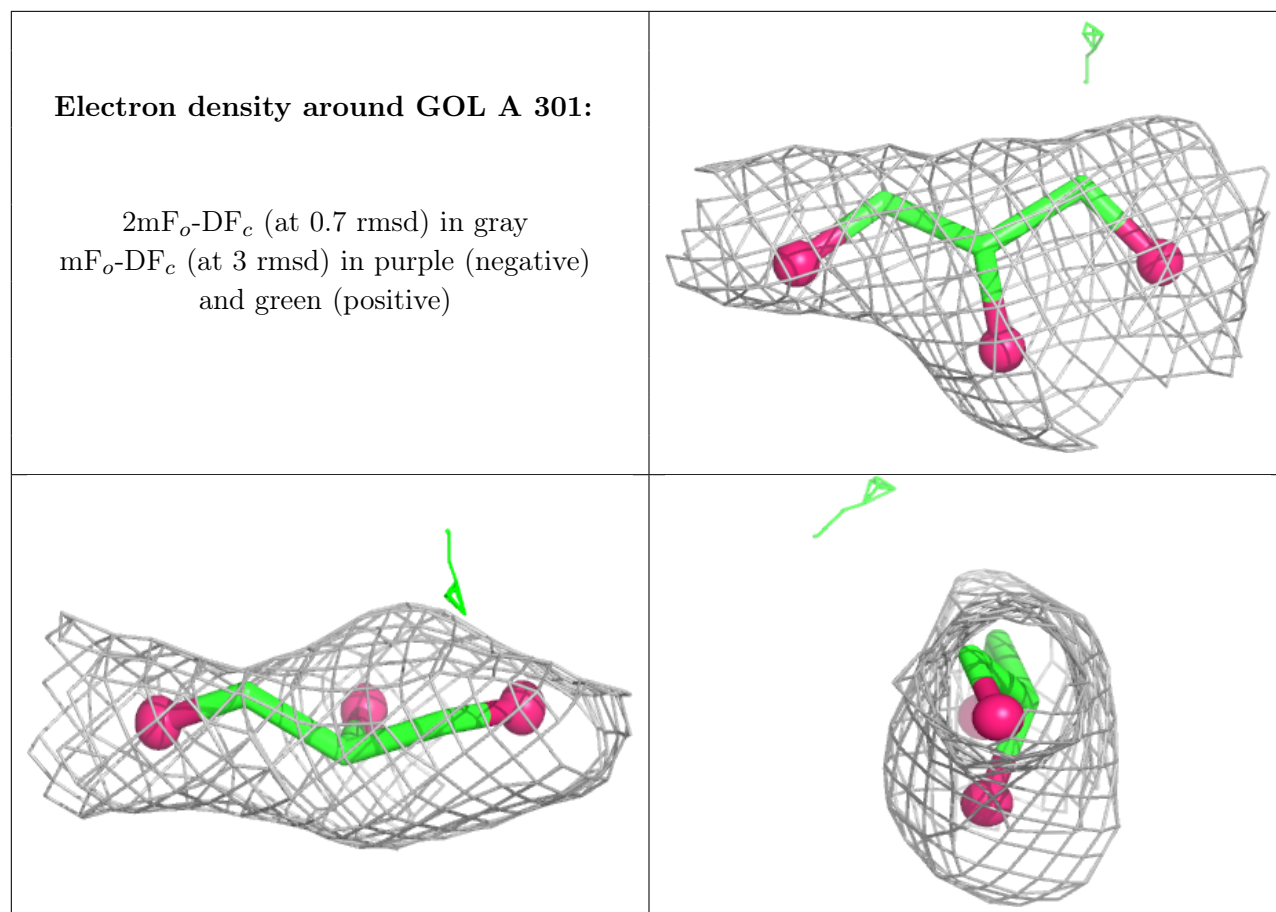 Electron density around GOL A 301:
2mFo-DFc (at 0.7 rmsd) in gray
mFo-DFc (at 3 rmsd) in purple (negative)
and green (positive)